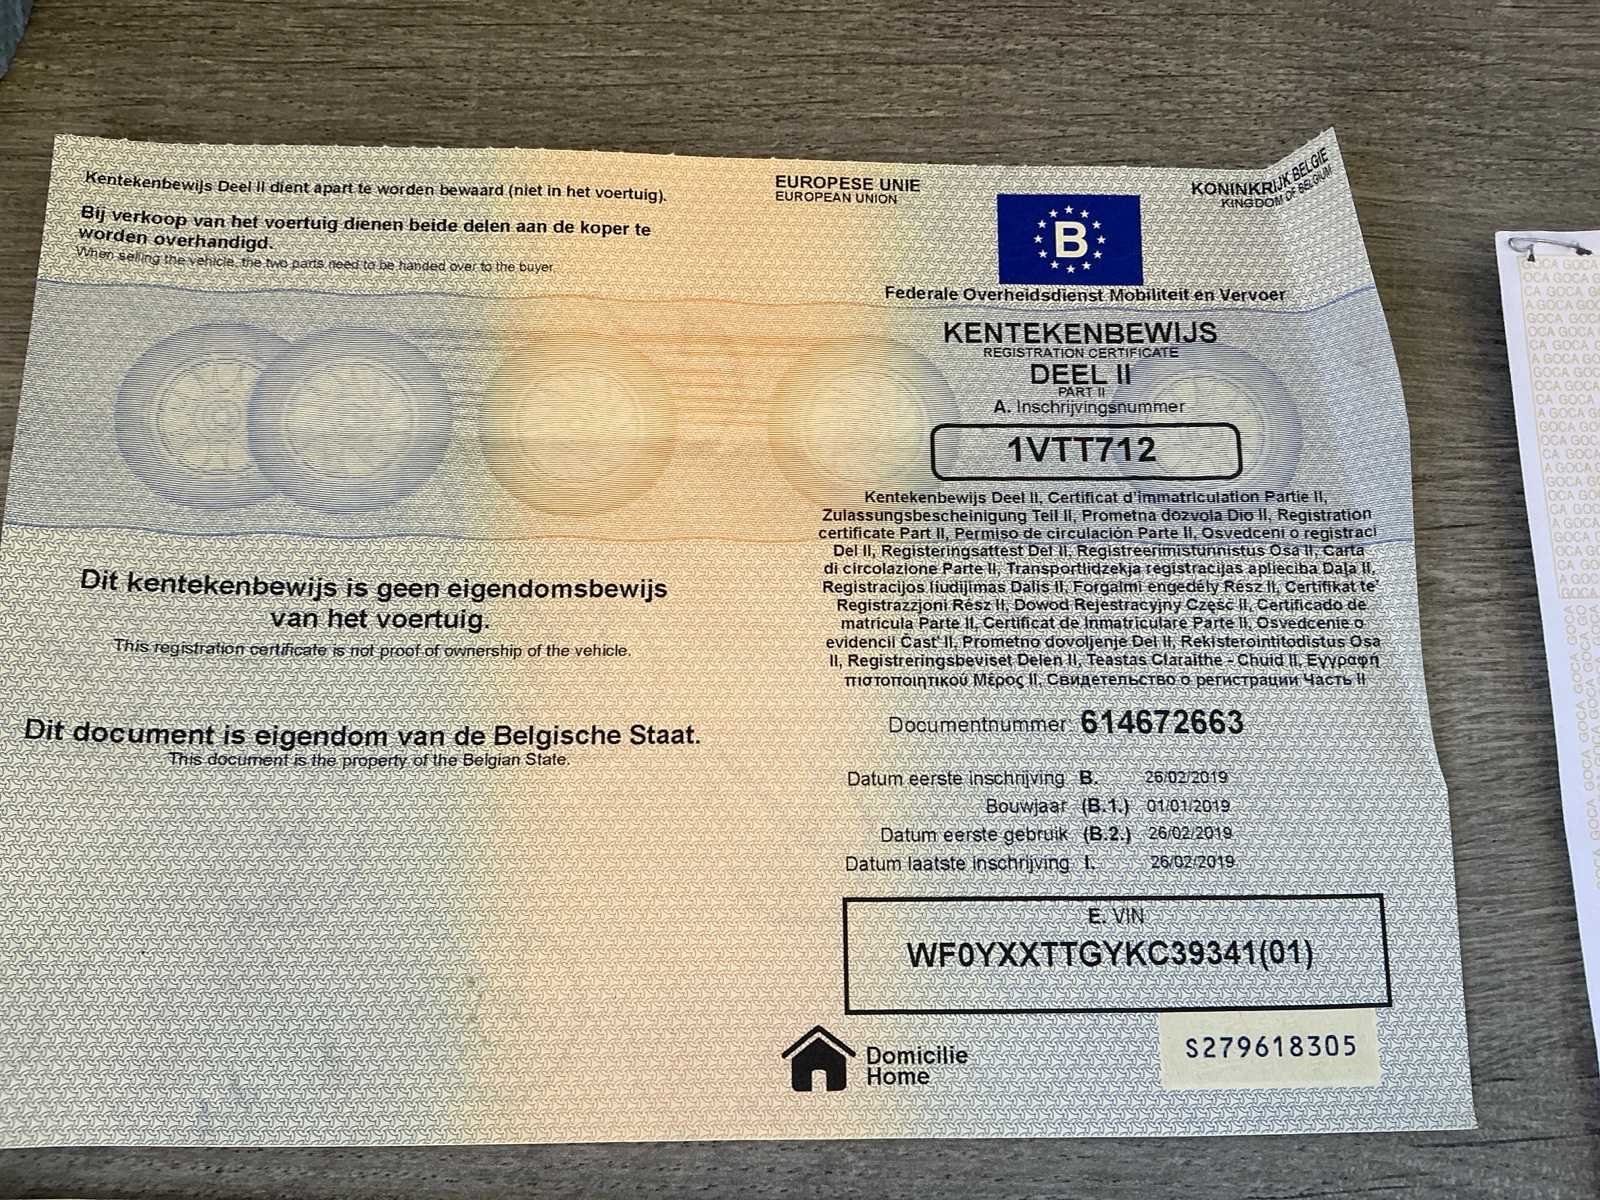 Kentekenbewijs Deel II dient apart te worden bewaard (niet in het voertuig).
Bij verkoop van het voertuig dienen beide delen aan de koper te
worden overhandigd.
When selling the vehicle, the two parts need to be handed over to the buyer.
Dit kentekenbewijs is geen eigendomsbewijs
van het voertuig.
This registration certificate is not proof of ownership of the vehicle.
Dit document is eigendom van de Belgische Staat.
This document is the property of the Belgian State.
EUROPESE UNIE
EUROPEAN UNION
KONINKRIJK BELGIE
KINGDOM OF BELGIUM
B
Federale Overheidsdienst Mobiliteit en Vervoer
KENTEKENBEWIJS
REGISTRATION CERTIFICATE
DEEL II
PART II
A. Inschrijvingsnummer
1VTT712
Kentekenbewijs Deel II, Certificat d'immatriculation Partie II,
Zulassungsbescheinigung Teil II, Prometna dozvola Dio II, Registration
certificate Part II, Permiso de circulación Parte II, Osvedceni o registraci
Del II, Registeringsattest Del II, Registreerimistunnistus Osa II, Carta
di circolazione Parte II, Transportlidzekja registracijas aplieciba Daļa II,
Registracijos liudijimas Dalis II, Forgalmi engedély Rész II, Certifikat te'
Registrazzjoni Rész II, Dowod Rejestracyjny Część II, Certificado de
matricula Parte II, Certificat de Inmatriculare Partea II, Osvedcenie o
evidencii Cast' II, Prometno dovoljenje Del II, Rekisterointitodistus Osa
II, Registreringsbeviset Delen II, Teastas Claraithe - Chuid II, Εγγραφη
πιστοποιητικού Μέρος II, Свидетельство о регистрации Часть II
Documentnummer 614672663
Datum eerste inschrijving B. 26/02/2019
Bouwjaar (B.1.) 01/01/2019
Datum eerste gebruik (B.2.) 26/02/2019
Datum laatste inschrijving I. 26/02/2019
E. VIN
WF0YXXTTGYKC39341(01)
Domicilie
Home
S279618305
GOCA GOCA